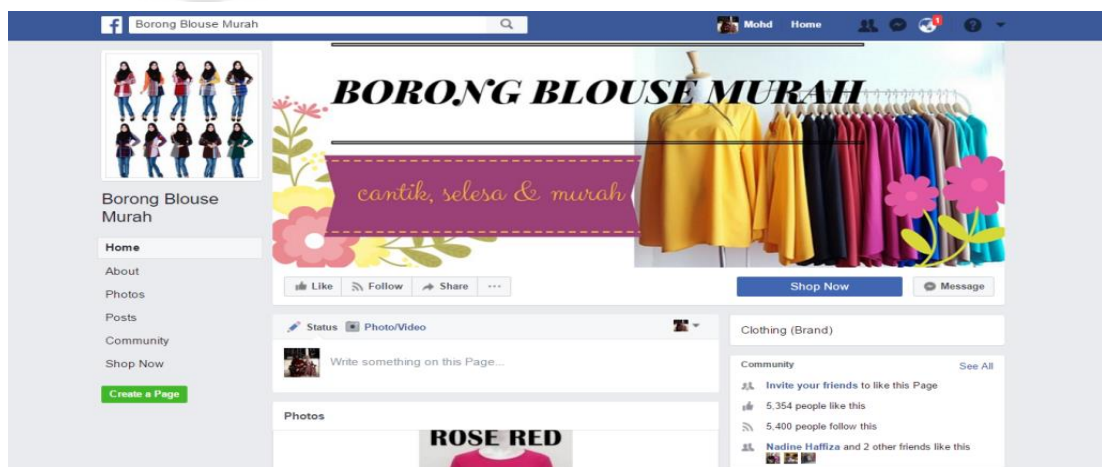 Borong Blouse Murah
Mohd Home
1
BORONG BLOUSE MURAH
cantik, selesa & murah
Borong Blouse
Murah
Home
About
Photos
Posts
Community
Shop Now
Create a Page
Like Follow Share ...
Shop Now
Message
Status Photo/Video
Write something on this Page...
Photos
ROSE RED
Clothing (Brand)
Community See All
Invite your friends to like this Page
5,354 people like this
5,400 people follow this
Nadine Haffiza and 2 other friends like this